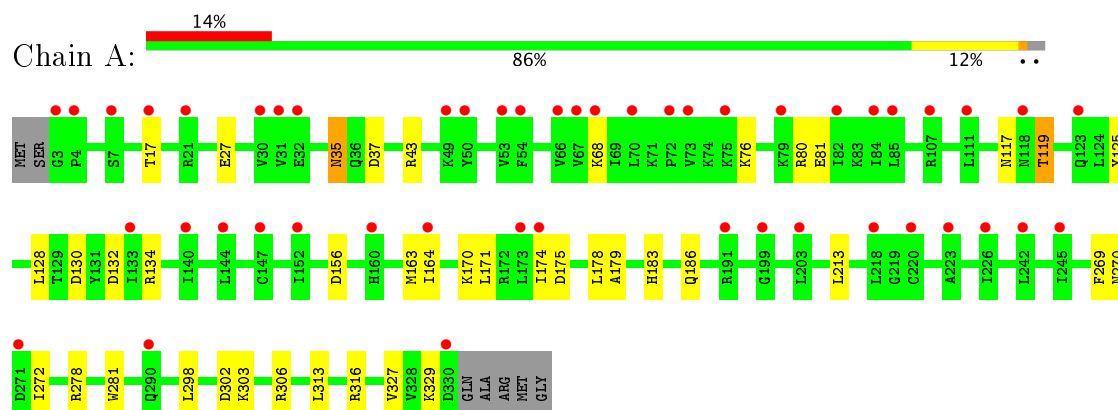 14%
Chain A:
86% 12% • •
MET SER G3 P4 S7 T17 R21 E27 V30 V31 E32 N35 Q36 D37 R43 K49 Y50 V53 F54 V66 V67 K68 I69 L70 K71 P72 V73 K74 K75 K76 K79 R80 E81 I82 K83 I84 L85 R107 L111 N117 N118 T119 Q123 L124 Y125
L128 T129 D130 Y131 D132 I133 R134 I140 L144 C147 I152 D156 H160 M163 I164 K170 L171 R172 L173 I174 D175 L178 A179 H183 Q186 R191 G199 L203 L213 L218 G219 C220 A223 I226 L242 I245 F269 N270
D271 I272 R278 W281 Q290 L298 D302 K303 R306 L313 R316 V327 V328 K329 D330 GLN ALA ARG MET GLY